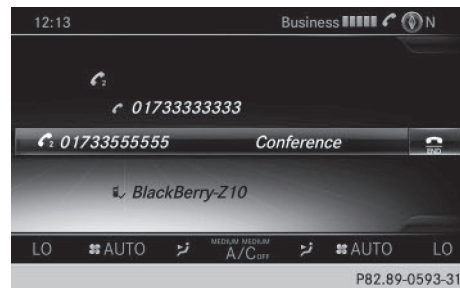 12:13 Business N
2
01733333333
2 01733555555 Conference END
BlackBerry-Z10
LO AUTO MEDIUM MEDIUM A/C OFF AUTO LO
P82.89-0593-31